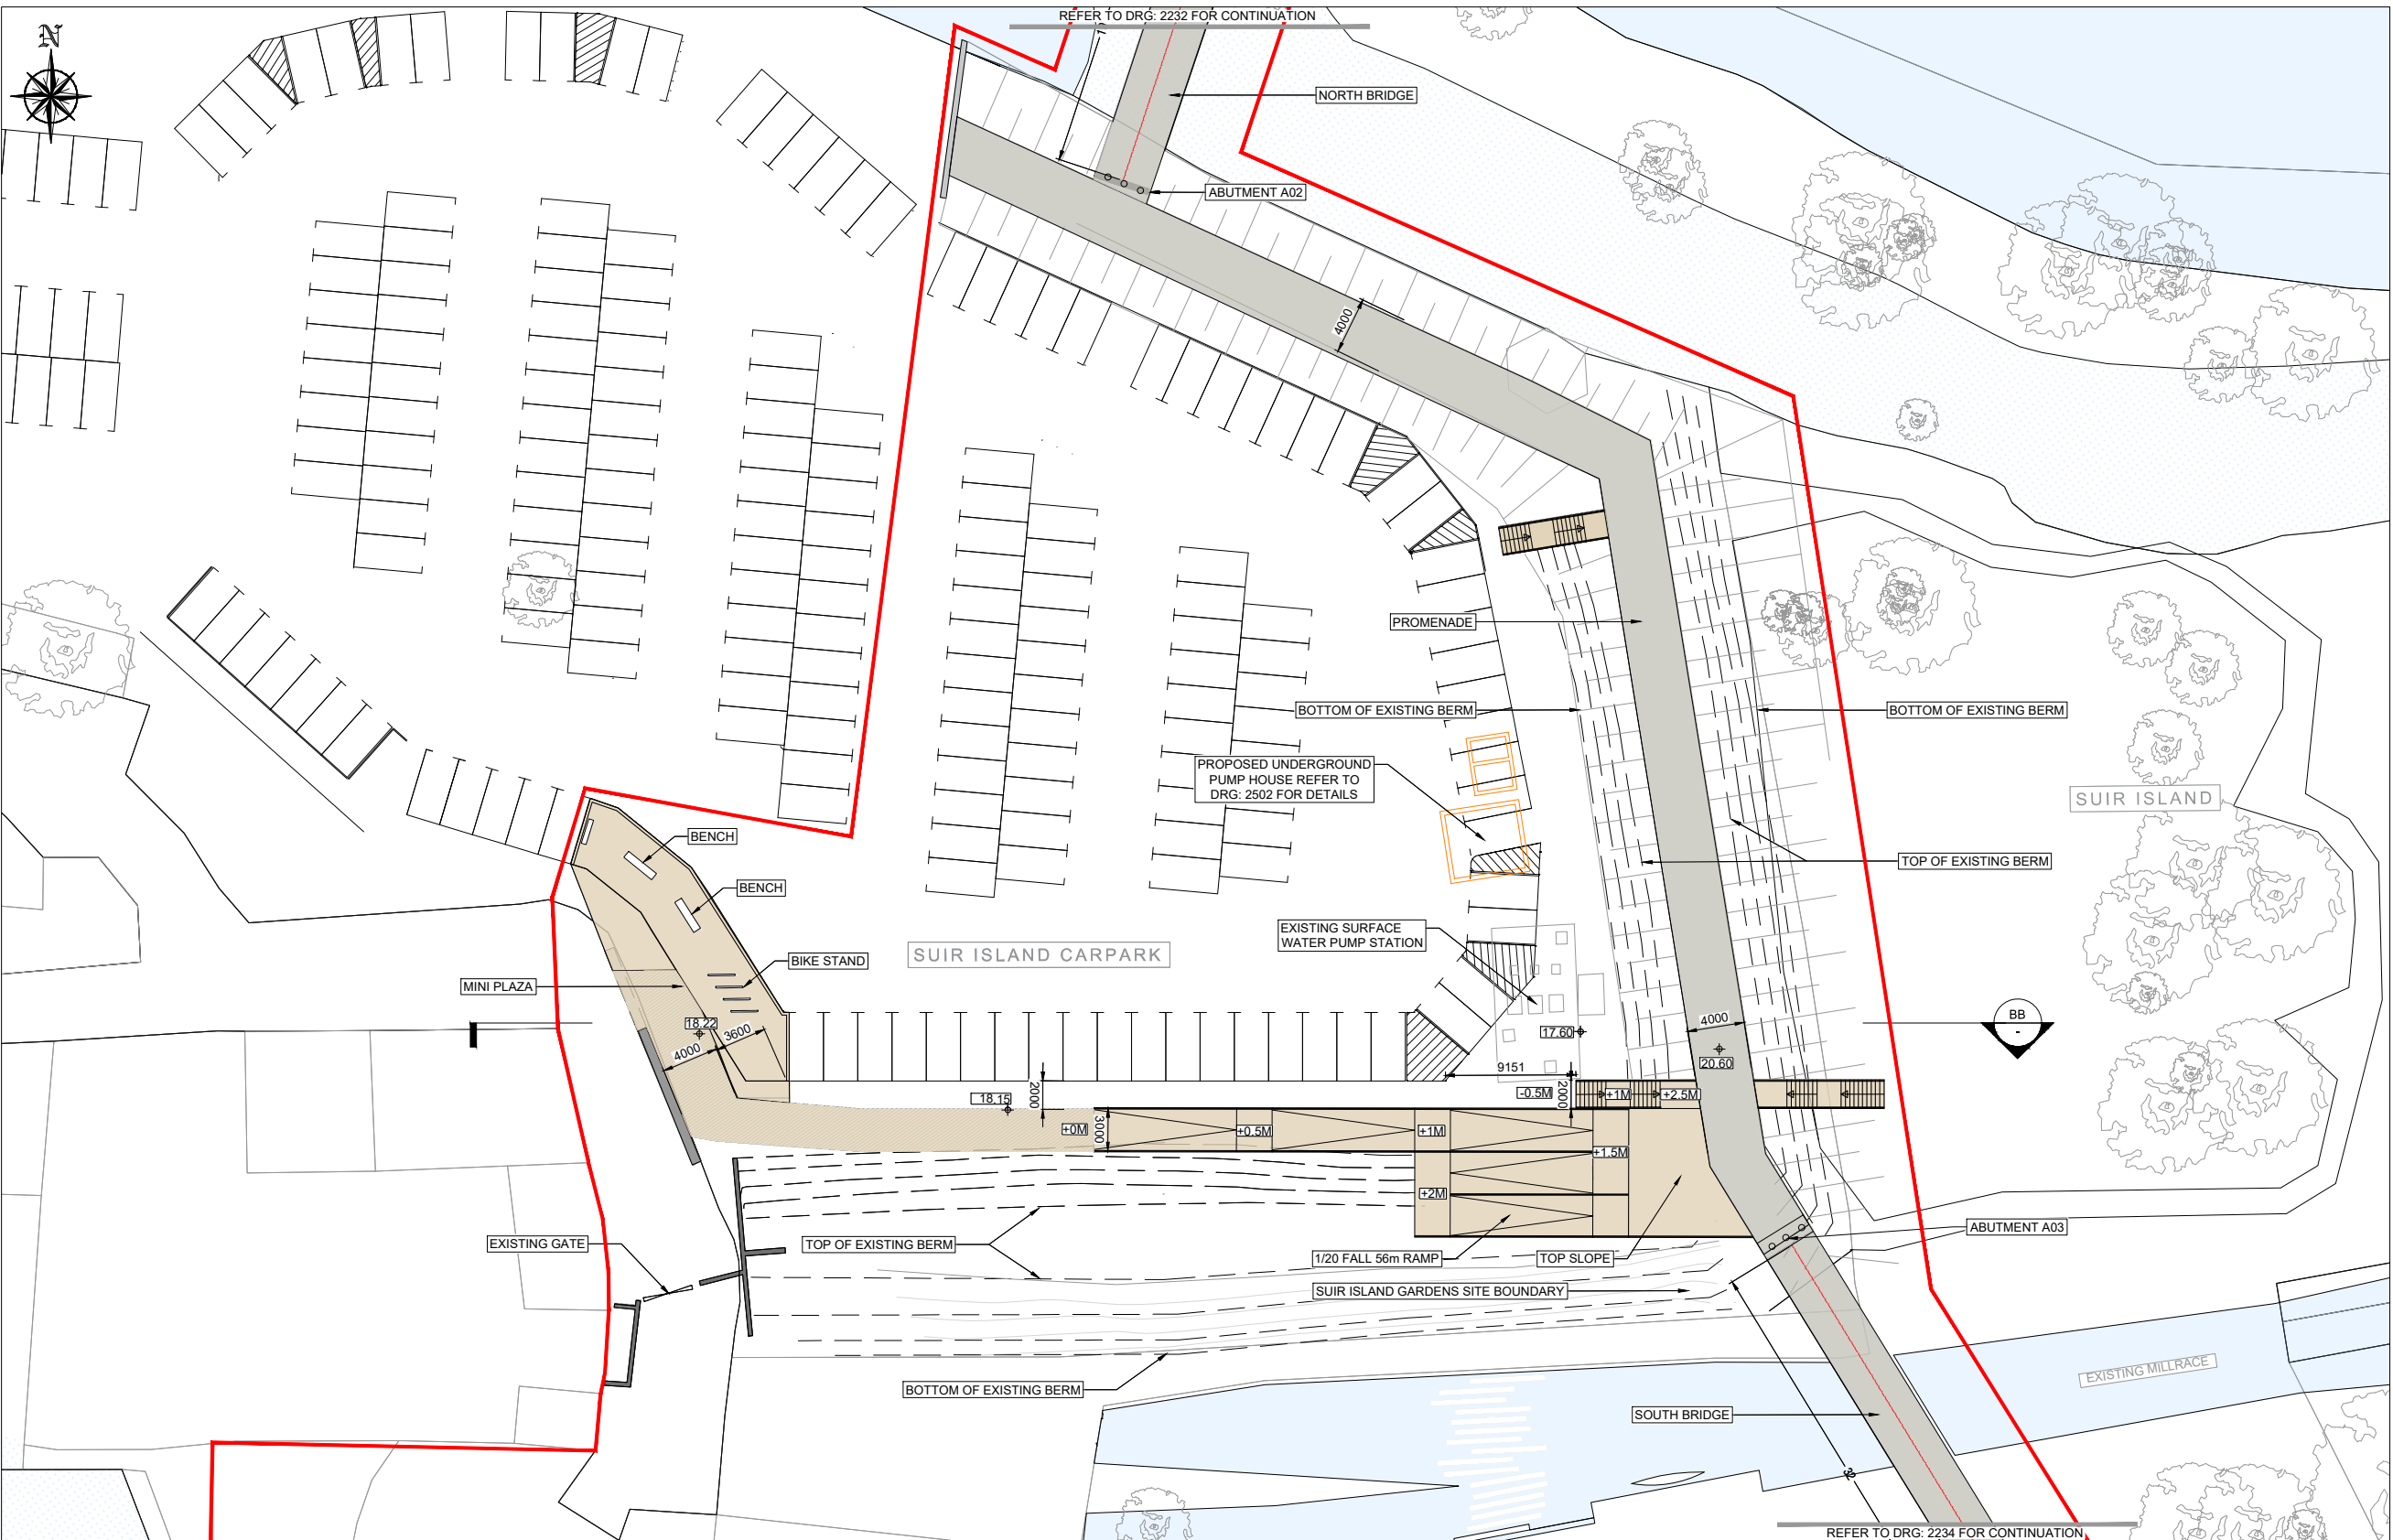 REFER TO DRG: 2232 FOR CONTINUATION
N
NORTH BRIDGE
ABUTMENT A02
4000
PROMENADE
BOTTOM OF EXISTING BERM
BOTTOM OF EXISTING BERM
PROPOSED UNDERGROUND
PUMP HOUSE REFER TO
DRG: 2502 FOR DETAILS
SUIR ISLAND
BENCH
TOP OF EXISTING BERM
BENCH
EXISTING SURFACE
WATER PUMP STATION
SUIR ISLAND CARPARK
BIKE STAND
MINI PLAZA
18.22
3600
4000
17.60
4000
BB
-
20.60
9151
2000
18.15
-0.5M
2000
+1M
+2.5M
+0M
3000
+0.5M
+1M
+1.5M
+2M
ABUTMENT A03
EXISTING GATE
TOP OF EXISTING BERM
1/20 FALL 56m RAMP
TOP SLOPE
SUIR ISLAND GARDENS SITE BOUNDARY
EXISTING MILLRACE
BOTTOM OF EXISTING BERM
SOUTH BRIDGE
32
REFER TO DRG: 2234 FOR CONTINUATION